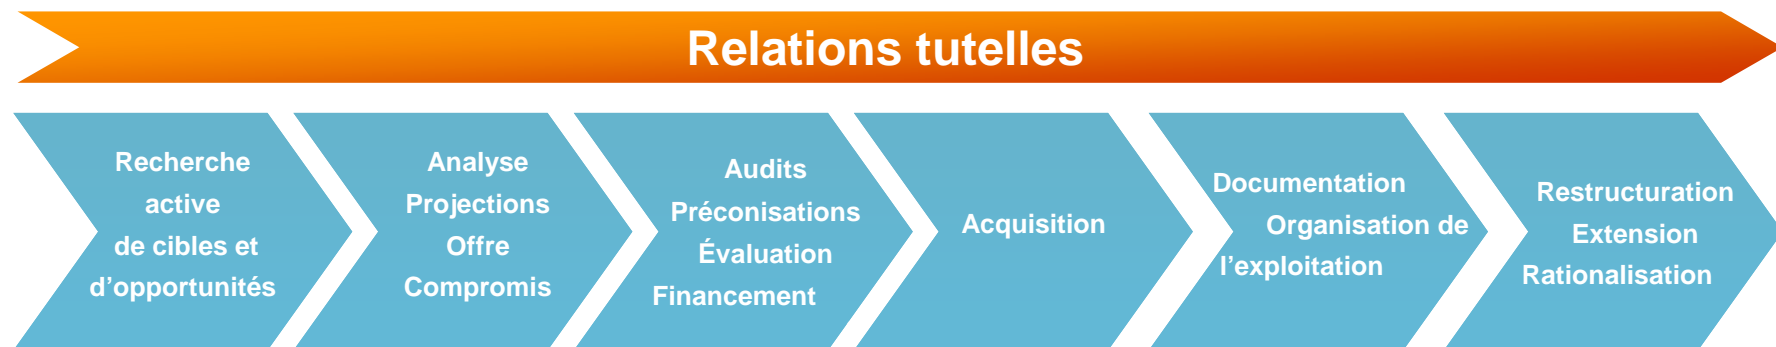 Relations tutelles
Recherche
active
de cibles et
d’opportunités
Analyse
Projections
Offre
Compromis
Audits
Préconisations
Évaluation
Financement
Acquisition
Documentation
Organisation de
l’exploitation
Restructuration
Extension
Rationalisation